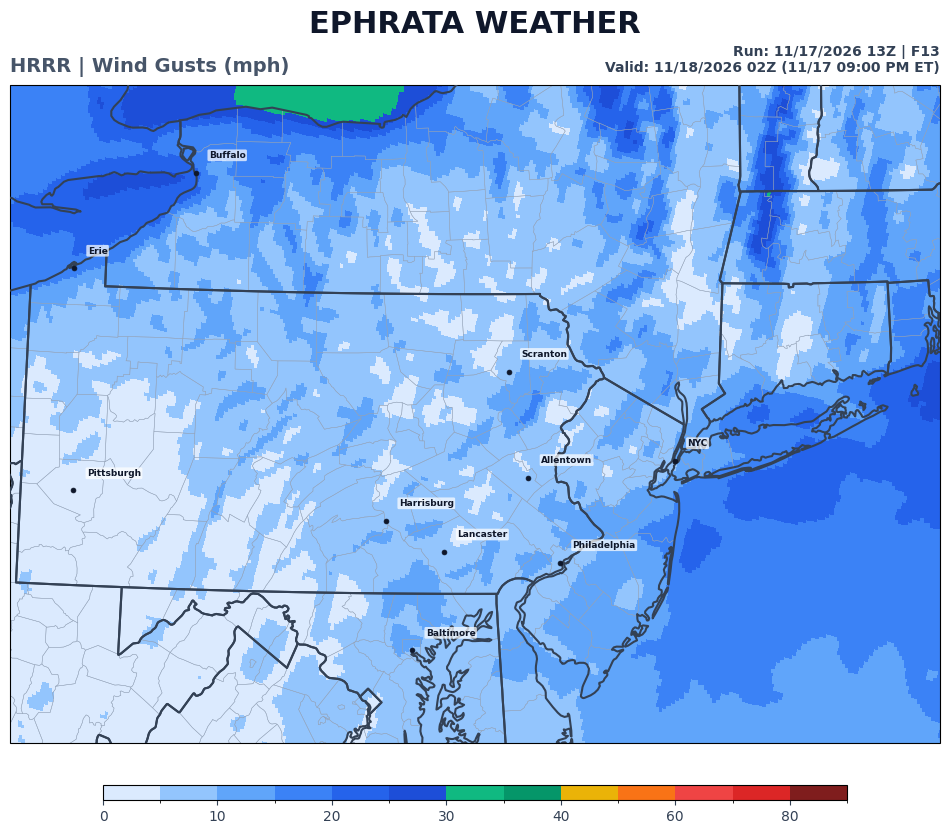 EPHRATA WEATHER
HRRR | Wind Gusts (mph)
Run: 11/17/2026 13Z | F13
Valid: 11/18/2026 02Z (11/17 09:00 PM ET)
Buffalo
Erie
Scranton
NYC
Allentown
Pittsburgh
Harrisburg
Lancaster
Philadelphia
Baltimore
0 10 20 30 40 60 80